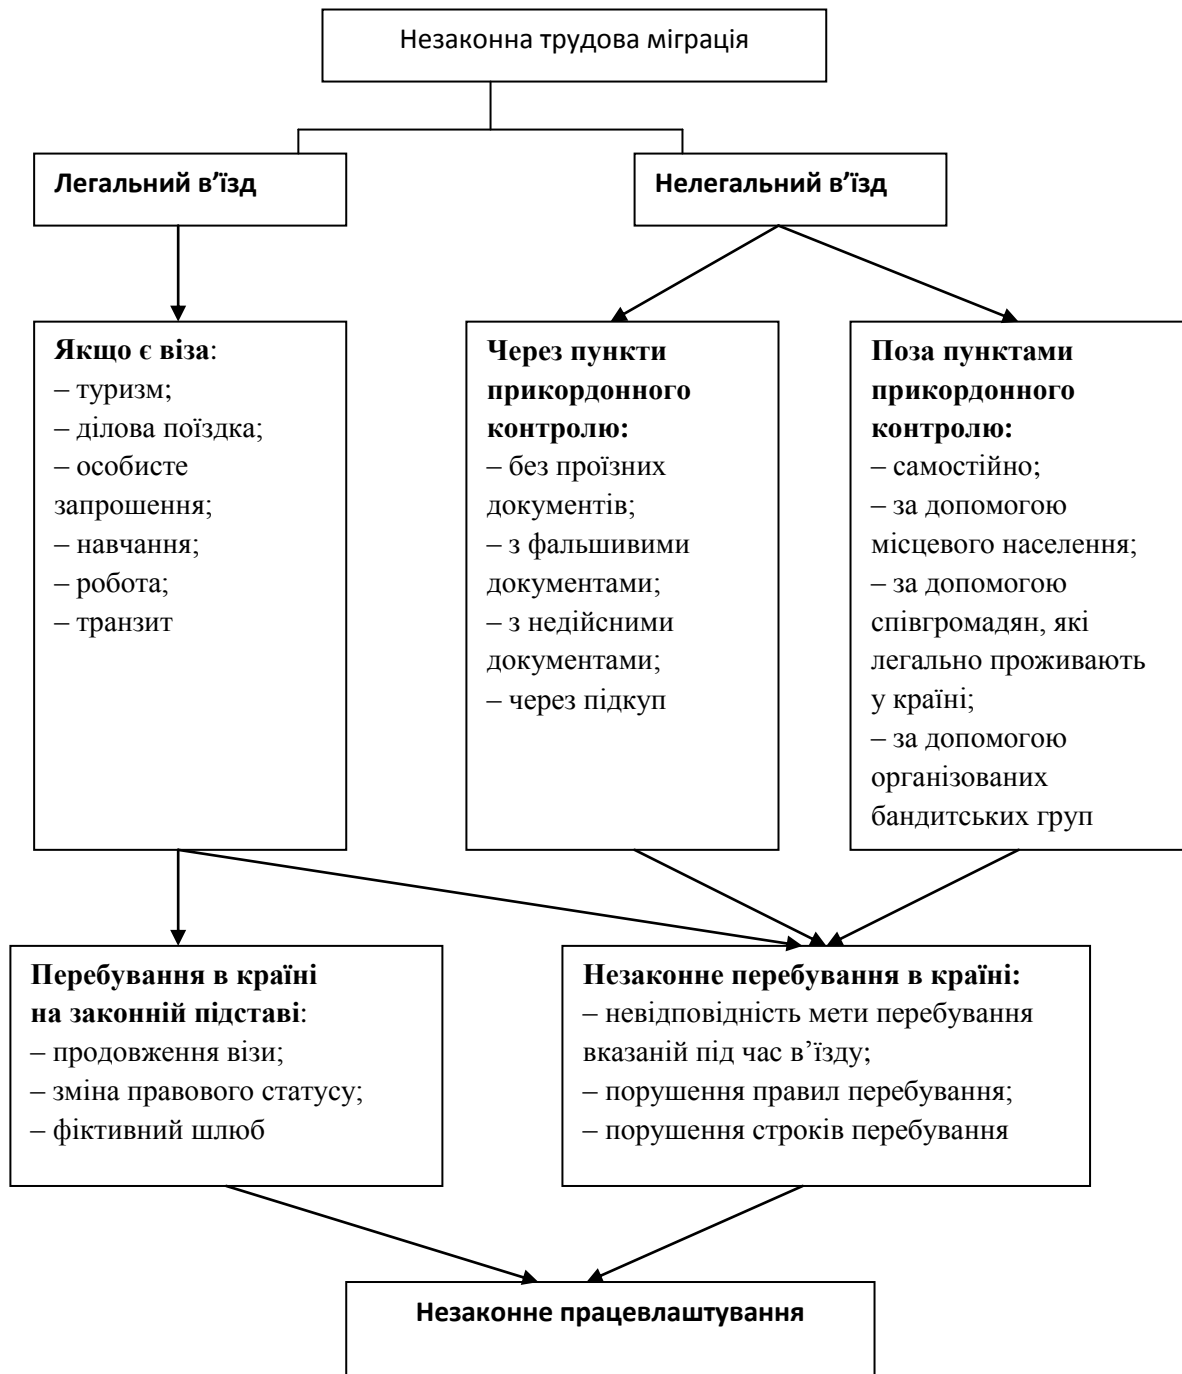 Незаконна трудова міграція
Легальний в’їзд
Нелегальний в’їзд
Якщо є віза:
– туризм;
– ділова поїздка;
– особисте
запрошення;
– навчання;
– робота;
– транзит
Через пункти
прикордонного
контролю:
– без проїзних
документів;
– з фальшивими
документами;
– з недійсними
документами;
– через підкуп
Поза пунктами
прикордонного
контролю:
– самостійно;
– за допомогою
місцевого населення;
– за допомогою
співгромадян, які
легально проживають
у країні;
– за допомогою
організованих
бандитських груп
Перебування в країні
на законній підставі:
– продовження візи;
– зміна правового статусу;
– фіктивний шлюб
Незаконне перебування в країні:
– невідповідність мети перебування
вказаній під час в’їзду;
– порушення правил перебування;
– порушення строків перебування
Незаконне працевлаштування